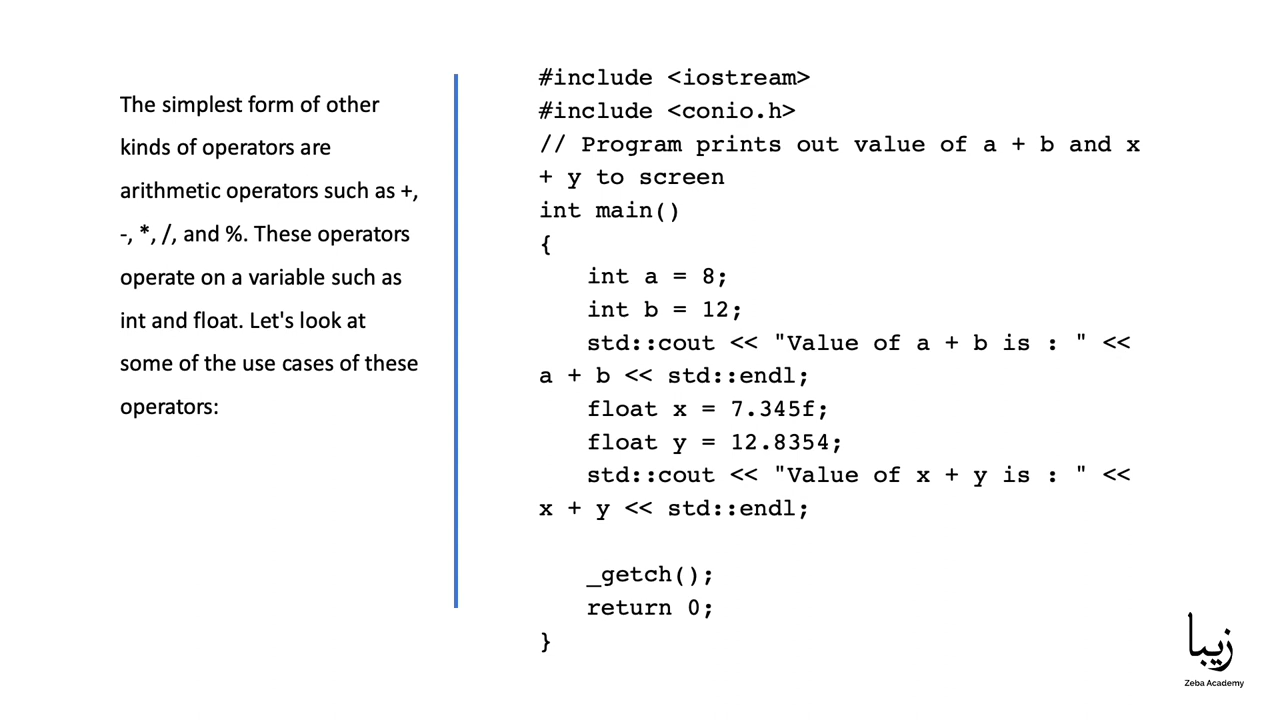 The simplest form of other
kinds of operators are
arithmetic operators such as +,
-, *, /, and %. These operators
operate on a variable such as
int and float. Let's look at
some of the use cases of these
operators:
#include <iostream>
#include <conio.h>
// Program prints out value of a + b and x
+ y to screen
int main()
{
int a = 8;
int b = 12;
std::cout << "Value of a + b is : " <<
a + b << std::endl;
float x = 7.345f;
float y = 12.8354;
std::cout << "Value of x + y is : " <<
x + y << std::endl;
_getch();
return 0;
}
زیبا
Zeba Academy